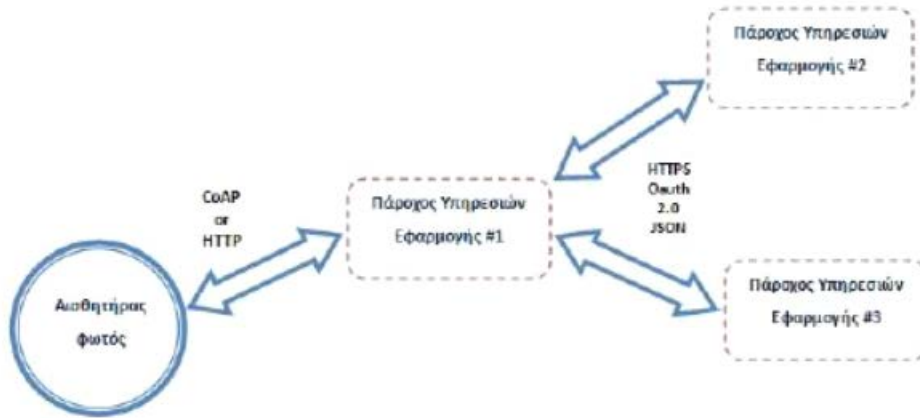 Πάροχος Υπηρεσιών
Εφαρμογής #2
CoAP
or
HTTP
Πάροχος Υπηρεσιών
Εφαρμογής #1
HTTPS
Oauth
2.0
JSON
Αισθητήρας
φωτός
Πάροχος Υπηρεσιών
Εφαρμογής #3